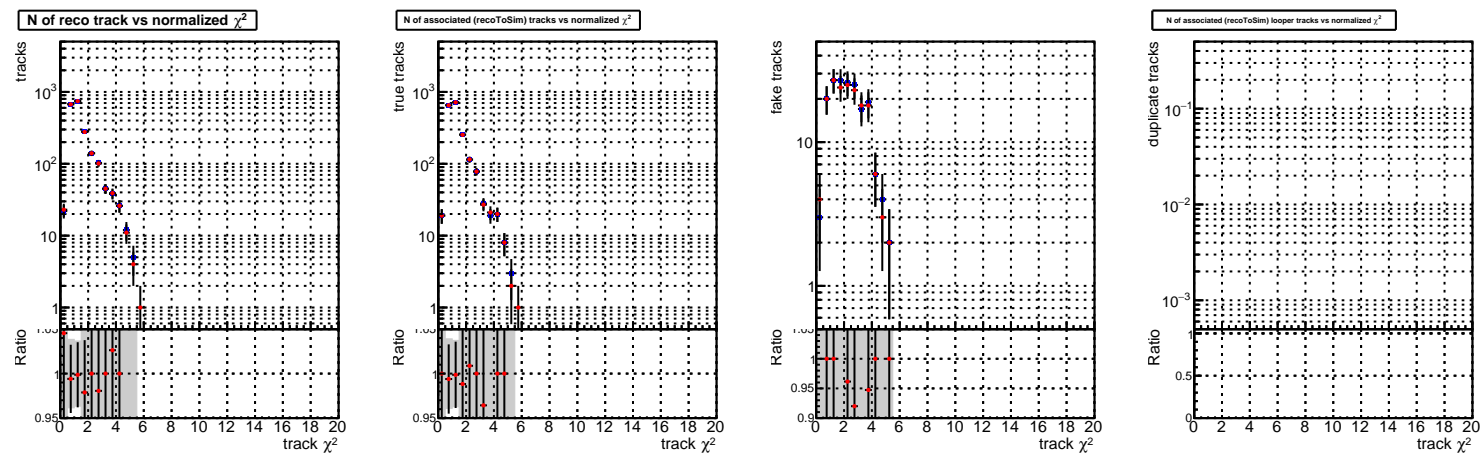 N of reco track vs normalized χ²
tracks
10³
10²
10
1
Ratio
1.05
1
0.95
0 2 4 6 8 10 12 14 16 18 20
track χ²
N of associated (recoToSim) tracks vs normalized χ²
true tracks
10³
10²
10
1
Ratio
1.05
1
0.95
0 2 4 6 8 10 12 14 16 18 20
track χ²
fake tracks
10
1
Ratio
1.05
1
0.95
0.9
0 2 4 6 8 10 12 14 16 18 20
track χ²
N of associated (recoToSim) looper tracks vs normalized χ²
duplicate tracks
10⁻¹
10⁻²
10⁻³
Ratio
1
0.5
0
0 2 4 6 8 10 12 14 16 18 20
track χ²